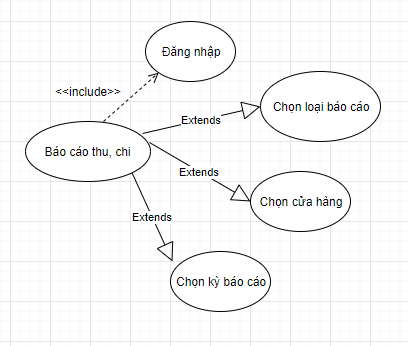 Đăng nhập
<<include>>
Chọn loại báo cáo
Extends
Báo cáo thu, chi
Extends
Chọn cửa hàng
Extends
Chọn kỳ báo cáo